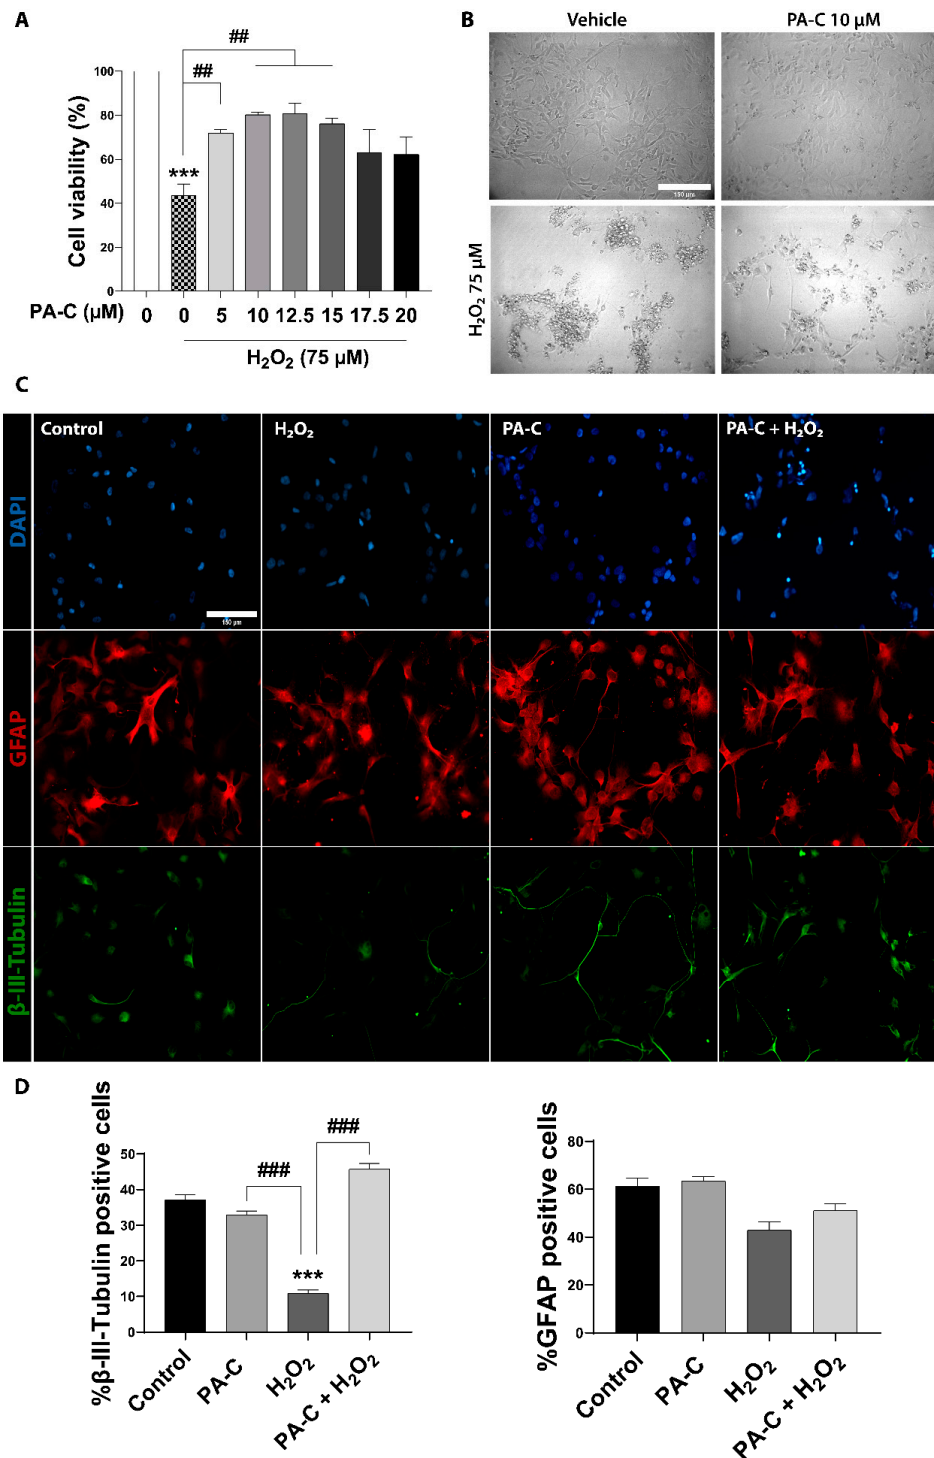 A
##
##
***
Cell viability (%)
100
80
60
40
20
0
PA-C (µM)
0 0 5 10 12.5 15 17.5 20
H₂O₂ (75 µM)
B
Vehicle
PA-C 10 µM
H₂O₂ 75 µM
C
Control
H₂O₂
PA-C
PA-C + H₂O₂
DAPI
GFAP
β-III-Tubulin
D
%β-III-Tubulin positive cells
50
40
30
20
10
0
###
###
***
Control
PA-C
H₂O₂
PA-C + H₂O₂
%GFAP positive cells
80
60
40
20
0
Control
PA-C
H₂O₂
PA-C + H₂O₂